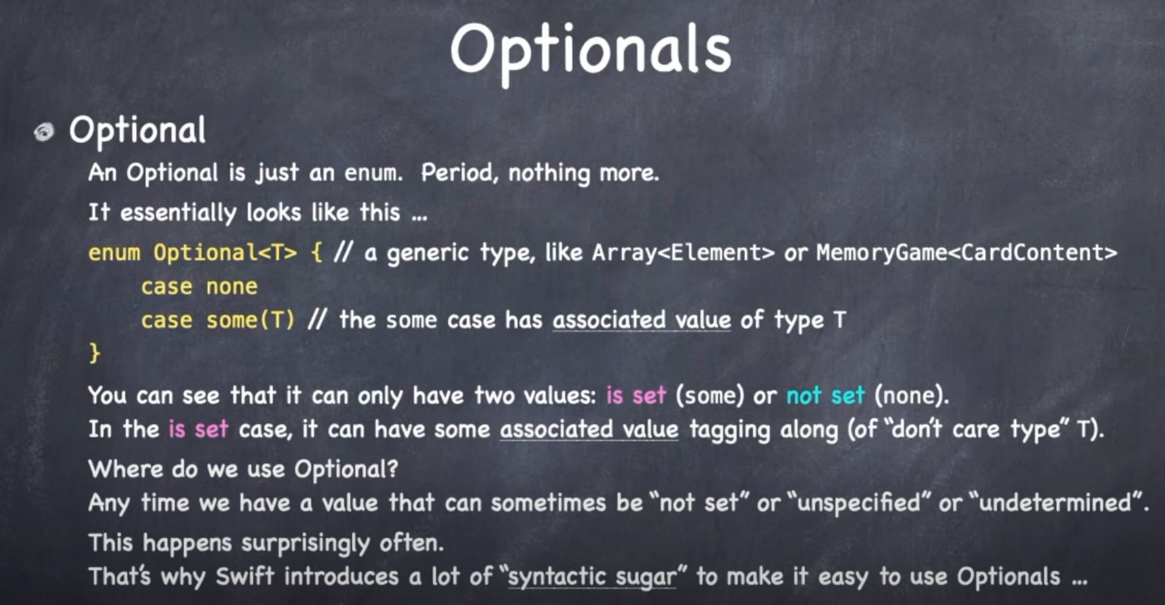 Optionals
Optional
An Optional is just an enum. Period, nothing more.
It essentially looks like this ...
enum Optional<T> { // a generic type, like Array<Element> or MemoryGame<CardContent>
case none
case some(T) // the some case has associated value of type T
}
You can see that it can only have two values: is set (some) or not set (none).
In the is set case, it can have some associated value tagging along (of “don’t care type” T).
Where do we use Optional?
Any time we have a value that can sometimes be “not set” or “unspecified” or “undetermined”.
This happens surprisingly often.
That’s why Swift introduces a lot of “syntactic sugar” to make it easy to use Optionals ...